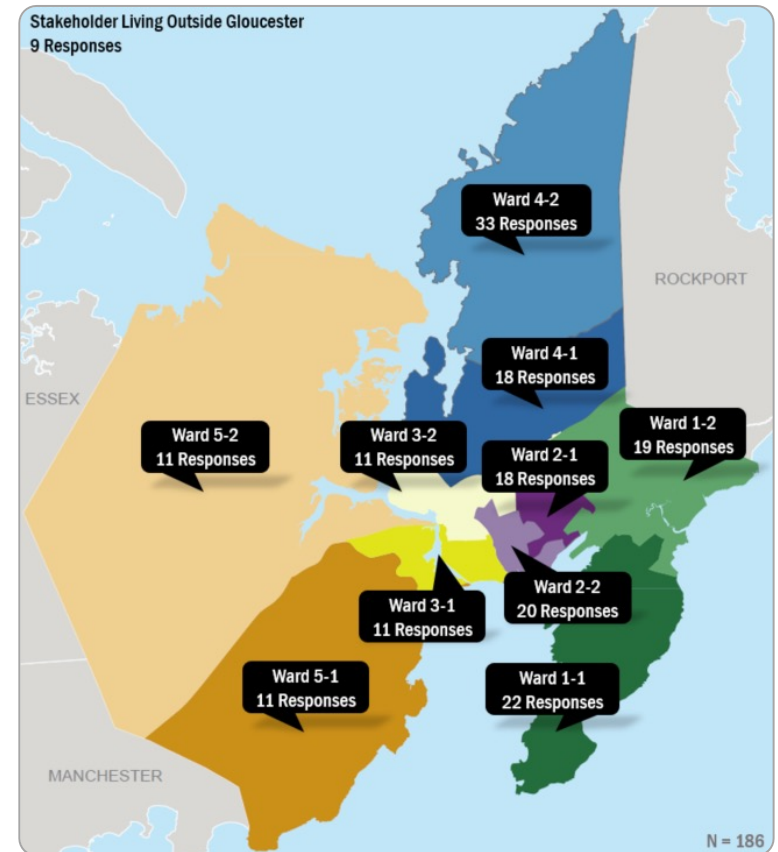 Stakeholder Living Outside Gloucester
9 Responses
Ward 4-2
33 Responses
ROCKPORT
Ward 4-1
18 Responses
ESSEX
Ward 1-2
19 Responses
Ward 5-2
11 Responses
Ward 3-2
11 Responses
Ward 2-1
18 Responses
Ward 2-2
20 Responses
Ward 3-1
11 Responses
Ward 5-1
11 Responses
Ward 1-1
22 Responses
MANCHESTER
N = 186